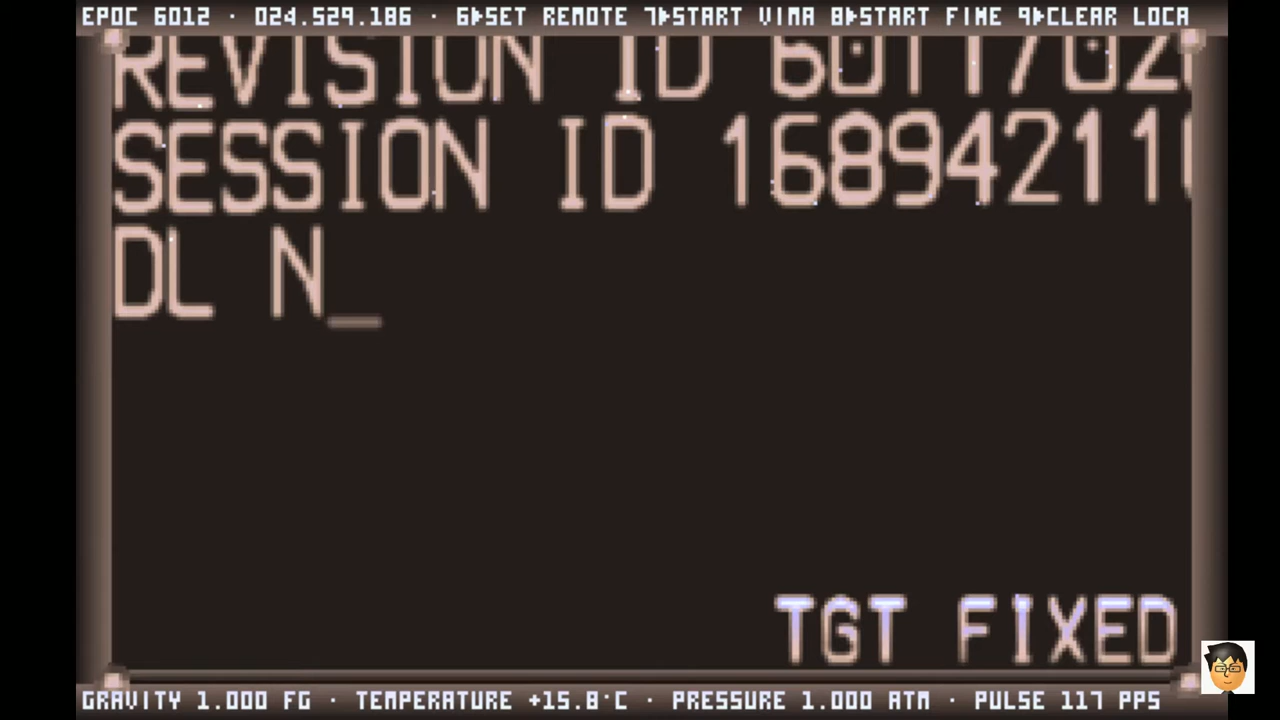 EPOC 6012 · 024.529.186 · 6▸SET REMOTE 7▸START VIMA 8▸START FIME 9▸CLEAR LOCA
REVISION ID 6011702
SESSION ID 16894211
DL N_
TGT FIXED
GRAVITY 1.000 FG · TEMPERATURE +15.8°C · PRESSURE 1.000 ATM · PULSE 117 PPS